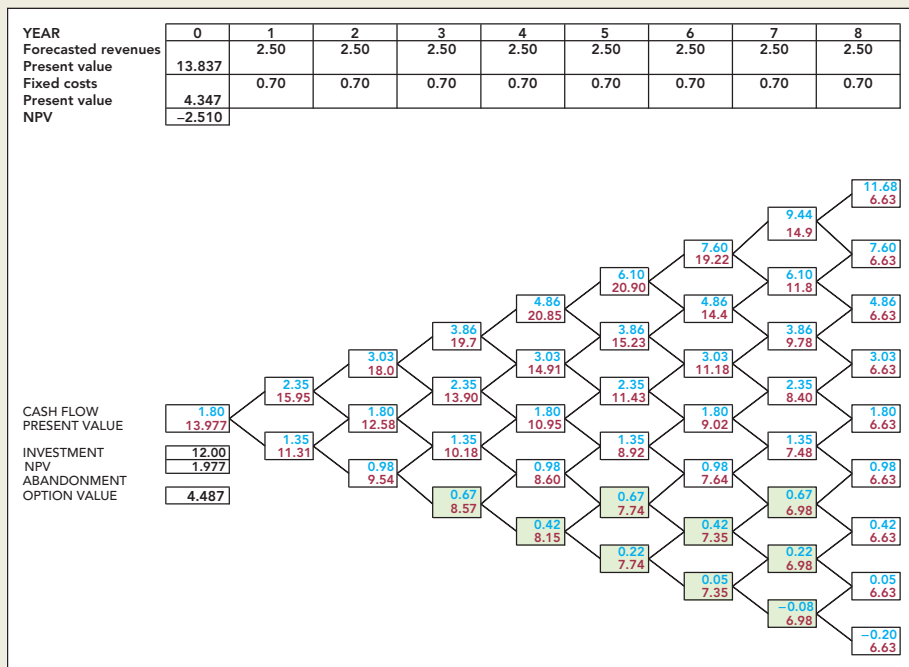 YEAR 0 1 2 3 4 5 6 7 8
Forecasted revenues 2.50 2.50 2.50 2.50 2.50 2.50 2.50 2.50
Present value 13.837
Fixed costs 0.70 0.70 0.70 0.70 0.70 0.70 0.70 0.70
Present value 4.347
NPV –2.510
11.68
6.63
9.44
14.9
7.60 7.60
19.22 6.63
6.10 6.10
20.90 11.8
4.86 4.86 4.86
20.85 14.4 6.63
3.86 3.86 3.86
19.7 15.23 9.78
3.03 3.03 3.03 3.03
18.0 14.91 11.18 6.63
2.35 2.35 2.35 2.35
15.95 13.90 11.43 8.40
CASH FLOW 1.80 1.80 1.80 1.80 1.80
PRESENT VALUE 13.977 12.58 10.95 9.02 6.63
1.35 1.35 1.35 1.35
11.31 10.18 8.92 7.48
INVESTMENT 12.00
NPV 1.977 0.98 0.98 0.98 0.98
ABANDONMENT 9.54 8.60 7.64 6.63
OPTION VALUE 4.487 0.67 0.67 0.67
8.57 7.74 6.98
0.42 0.42 0.42
8.15 7.35 6.63
0.22 0.22
7.74 6.98
0.05 0.05
7.35 6.63
–0.08
6.98
–0.20
6.63